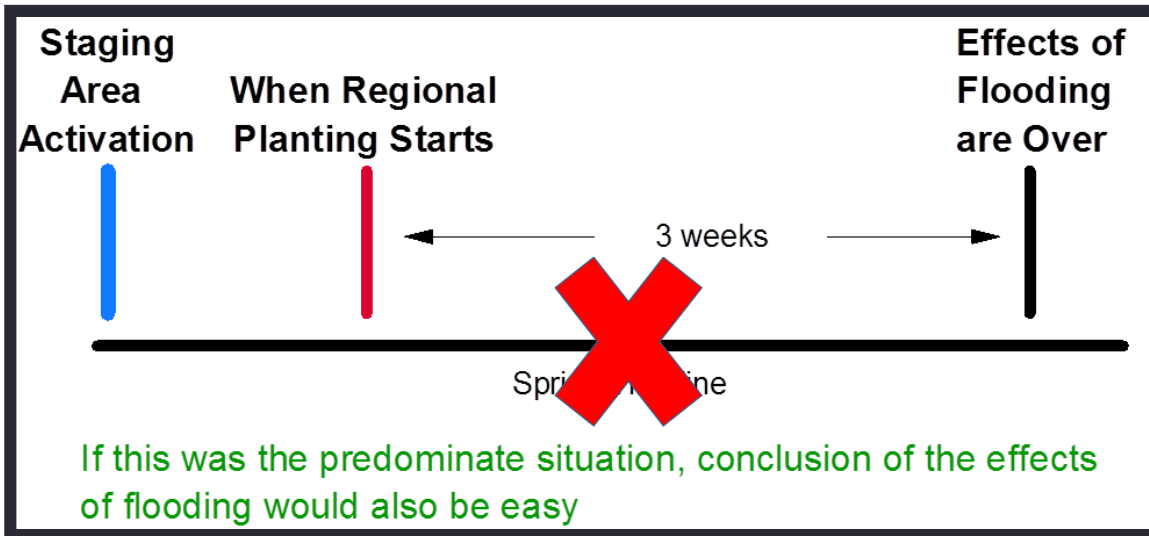 Staging
Area
Activation
When Regional
Planting Starts
Effects of
Flooding
are Over
3 weeks
If this was the predominate situation, conclusion of the effects
of flooding would also be easy